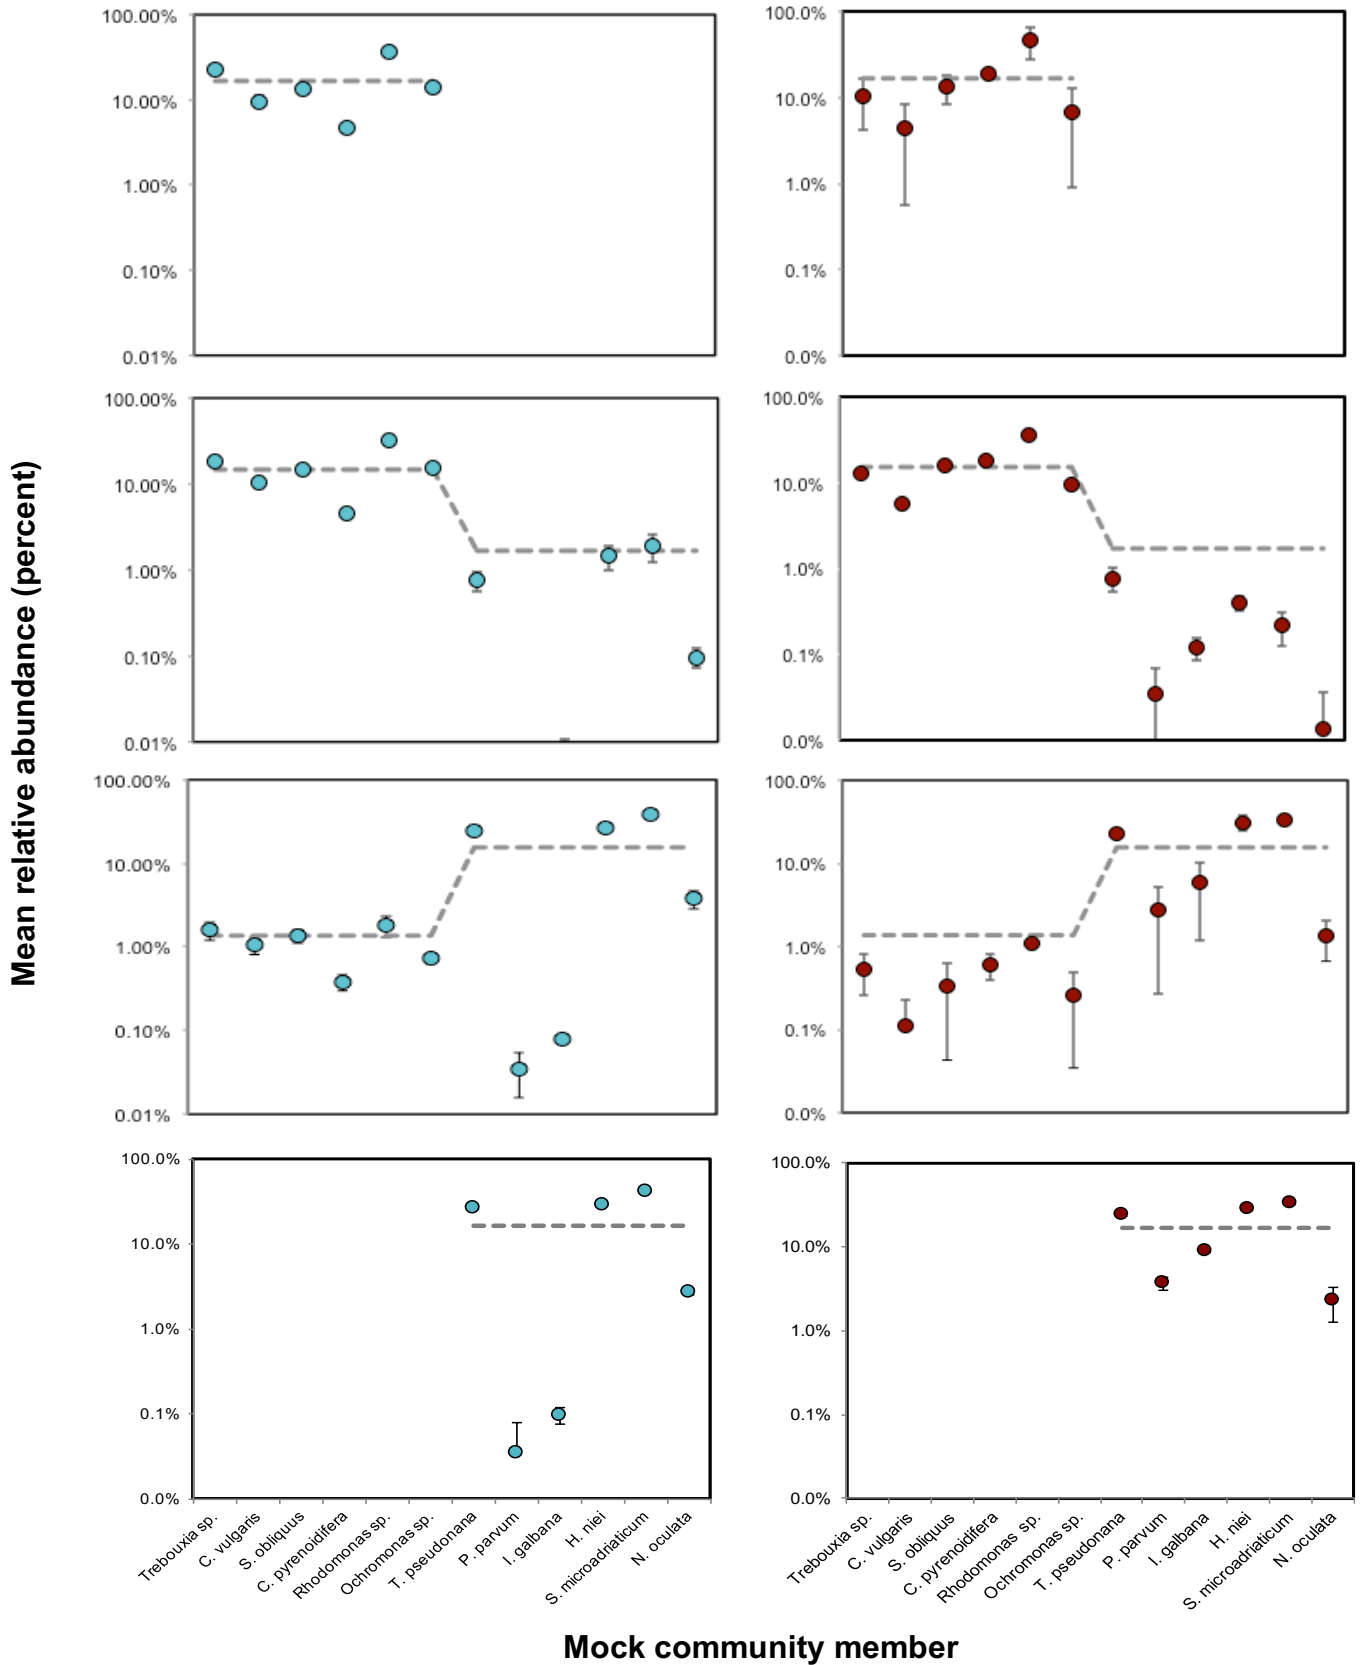 Mean relative abundance (percent)
100.00%
10.00%
1.00%
0.10%
0.01%
100.0%
10.0%
1.0%
0.1%
0.0%
100.00%
10.00%
1.00%
0.10%
0.01%
100.0%
10.0%
1.0%
0.1%
0.0%
100.00%
10.00%
1.00%
0.10%
0.01%
100.0%
10.0%
1.0%
0.1%
0.0%
100.0%
10.0%
1.0%
0.1%
0.0%
Trebouxia sp.
C. vulgaris
S. obliquus
C. pyrenoidifera
Rhodomonas sp.
Ochromonas sp.
T. pseudonana
P. parvum
I. galbana
H. niei
S. microadriaticum
N. oculata
100.0%
10.0%
1.0%
0.1%
0.0%
Trebouxia sp.
C. vulgaris
S. obliquus
C. pyrenoidifera
Rhodomonas sp.
Ochromonas sp.
T. pseudonana
P. parvum
I. galbana
H. niei
S. microadriaticum
N. oculata
Mock community member